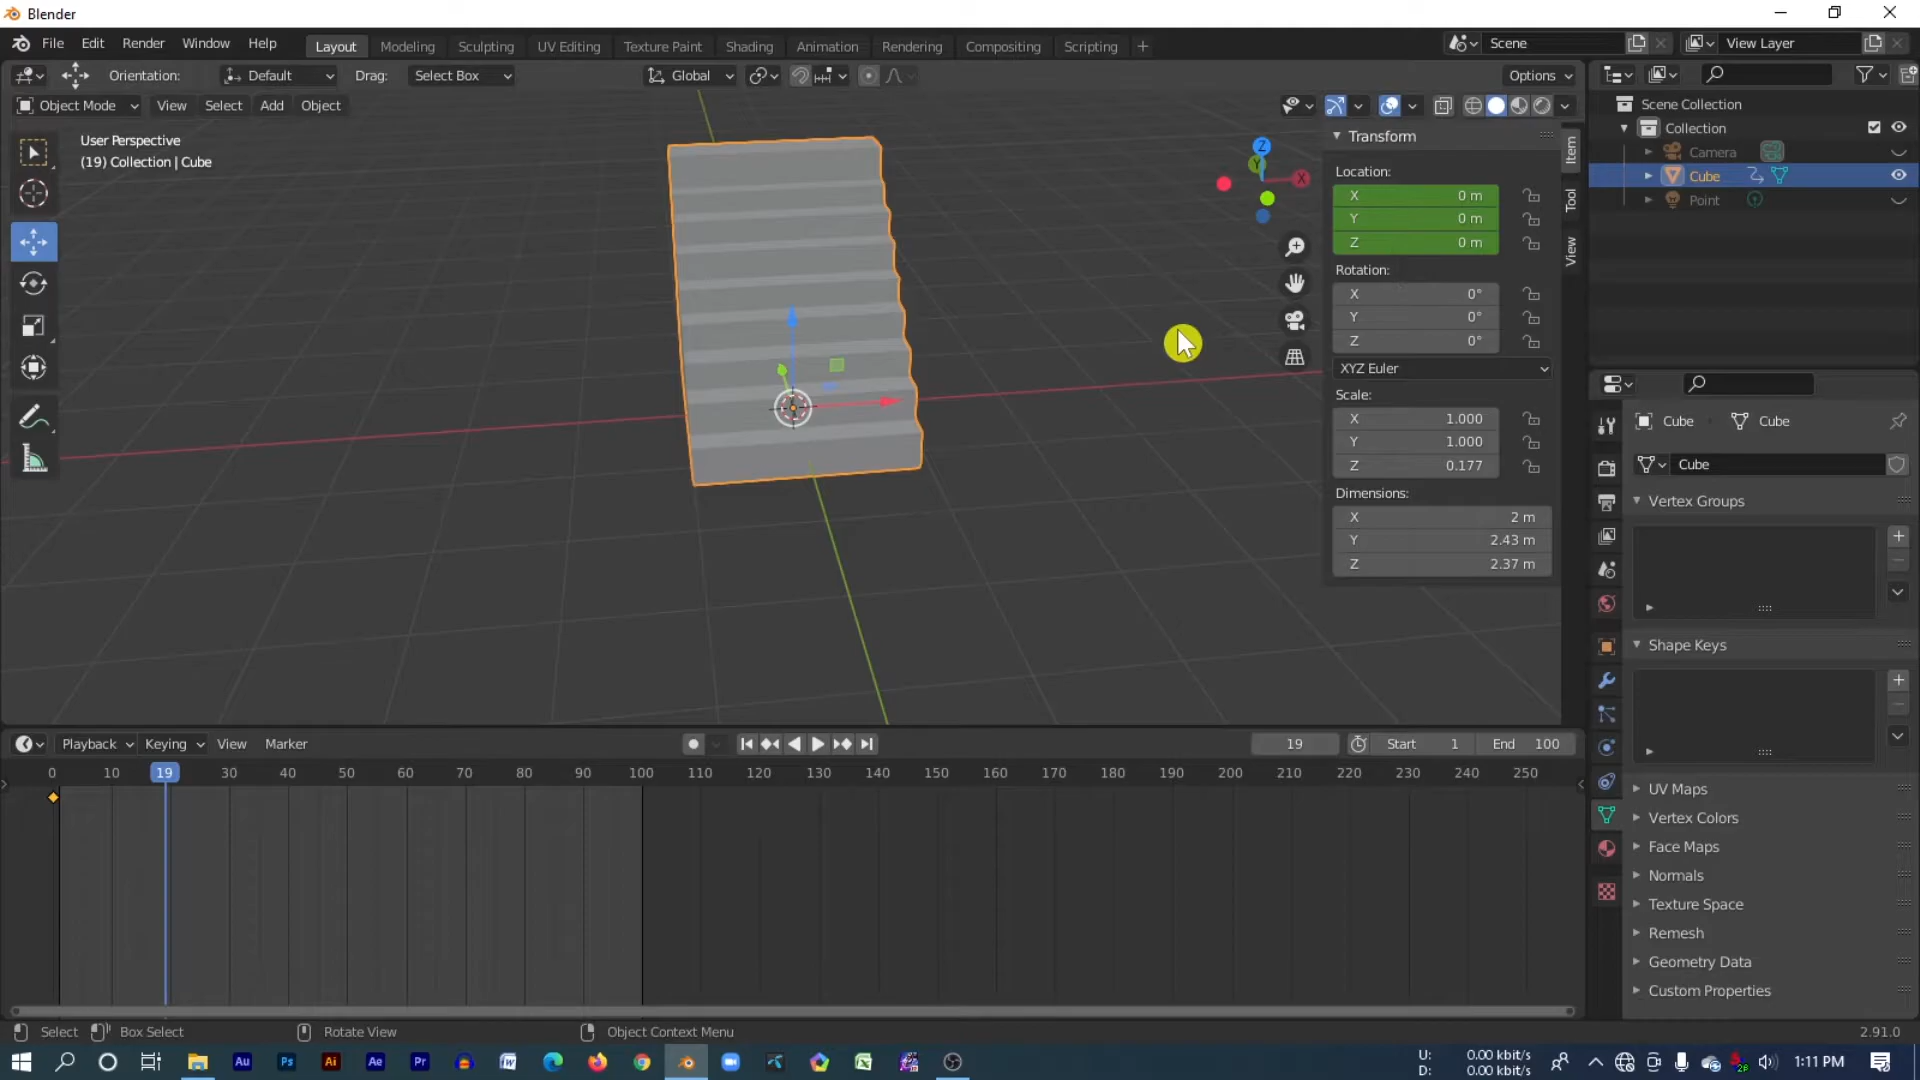 Blender
File Edit Render Window Help Layout Modeling Sculpting UV Editing Texture Paint Shading Animation Rendering Compositing Scripting + Scene View Layer
Orientation: Default Drag: Select Box Global Options
Object Mode View Select Add Object
User Perspective
(19) Collection | Cube
Transform
Location:
X 0 m
Y 0 m
Z 0 m
Rotation:
X 0°
Y 0°
Z 0°
XYZ Euler
Scale:
X 1.000
Y 1.000
Z 0.177
Dimensions:
X 2 m
Y 2.43 m
Z 2.37 m
Item
Tool
View
Z
Y
X
Scene Collection
Collection
Camera
Cube
Point
Cube Cube
Cube
Vertex Groups
Shape Keys
UV Maps
Vertex Colors
Face Maps
Normals
Texture Space
Remesh
Geometry Data
Custom Properties
Playback Keying View Marker 19 Start 1 End 100
0 10 19 30 40 50 60 70 80 90 100 110 120 130 140 150 160 170 180 190 200 210 220 230 240 250
Select Box Select Rotate View Object Context Menu 2.91.0
Au Ps Ai Ae Pr
U: 0.00 kbit/s
D: 0.00 kbit/s
1:11 PM